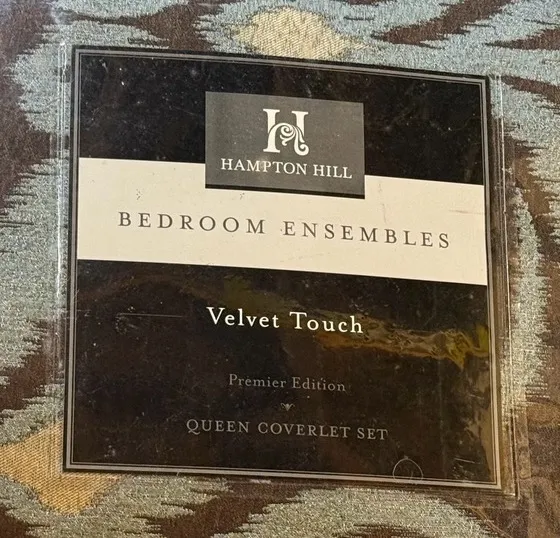 H
HAMPTON HILL
BEDROOM ENSEMBLES
Velvet Touch
Premier Edition
QUEEN COVERLET SET